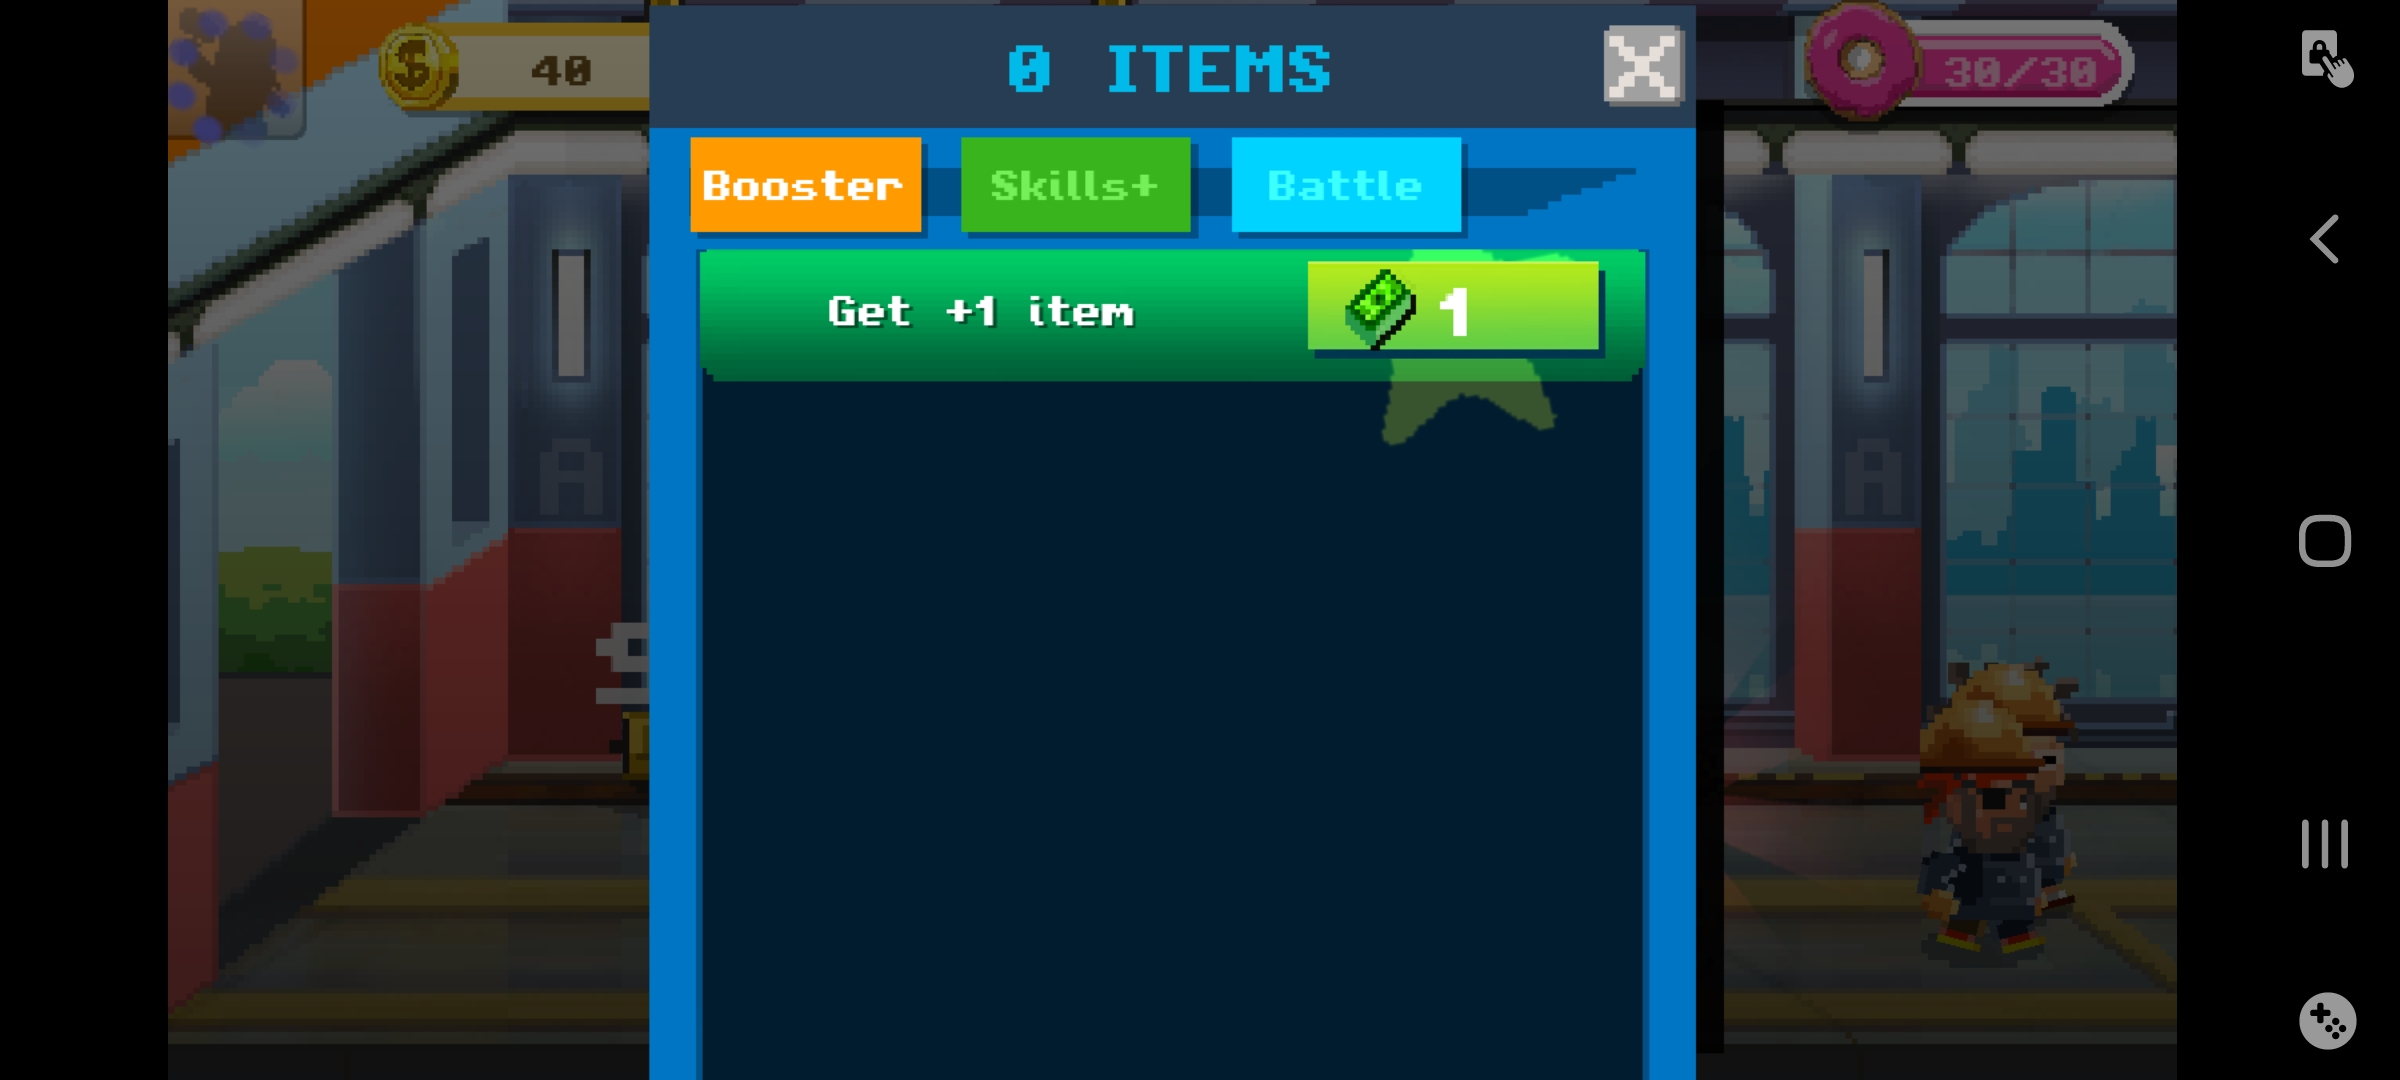 40
0 ITEMS
30/30
Booster
Skills+
Battle
Get +1 item
1
A
A